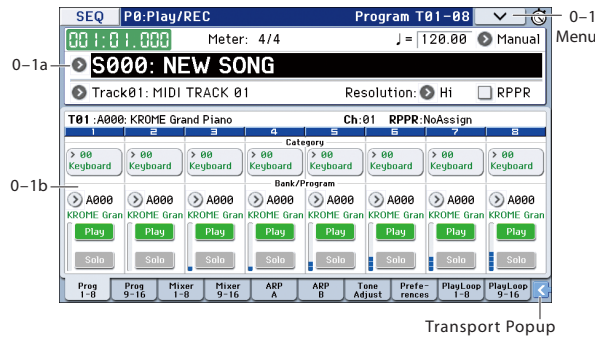 SEQ P0:Play/REC Program T01-08 0-1
Menu
001:01.000 Meter: 4/4 ♩= 120.00 Manual
0-1a S000: NEW SONG
Track01: MIDI TRACK 01 Resolution: Hi RPPR
T01 :A000: KROME Grand Piano Ch:01 RPPR:NoAssign
1 2 3 4 5 6 7 8
Category
> 00 > 00 > 00 > 00 > 00 > 00 > 00 > 00
Keyboard Keyboard Keyboard Keyboard Keyboard Keyboard Keyboard Keyboard
0-1b Bank/Program
A000 A000 A000 A000 A000 A000 A000 A000
KROME Gran KROME Gran KROME Gran KROME Gran KROME Gran KROME Gran KROME Gran KROME Gran
Play Play Play Play Play Play Play Play
Solo Solo Solo Solo Solo Solo Solo Solo
Prog Prog Mixer Mixer ARP ARP Tone Prefe- PlayLoop PlayLoop
1-8 9-16 1-8 9-16 A B Adjust rences 1-8 9-16
Transport Popup